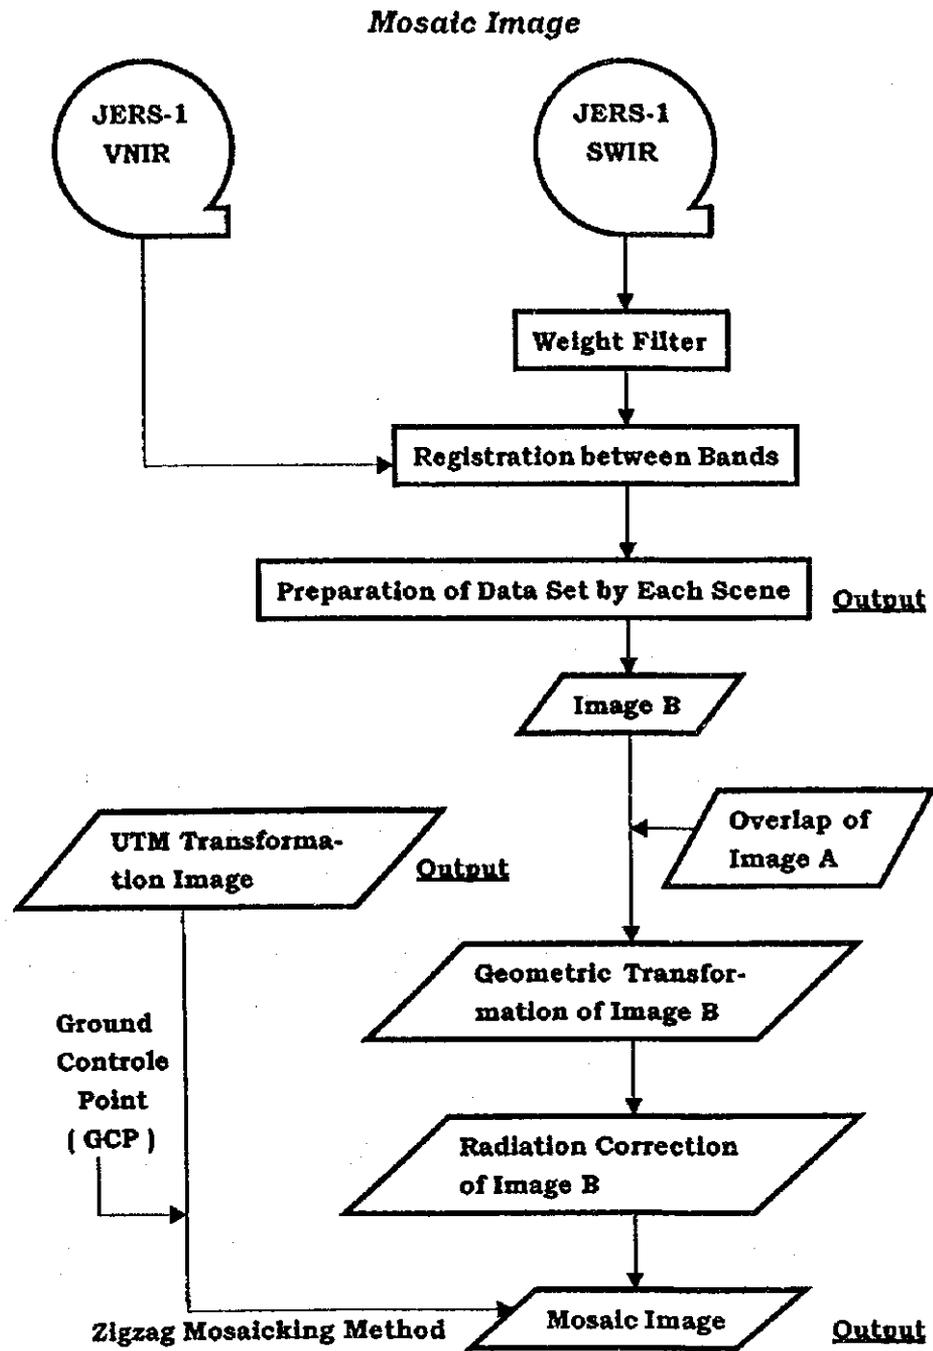 Mosaic Image
JERS-1
VNIR
JERS-1
SWIR
Weight Filter
Registration between Bands
Preparation of Data Set by Each Scene
Output
Image B
Overlap of
Image A
UTM Transforma-
tion Image
Output
Geometric Transfor-
mation of Image B
Ground
Controle
Point
( GCP )
Radiation Correction
of Image B
Mosaic Image
Zigzag Mosaicking Method
Output